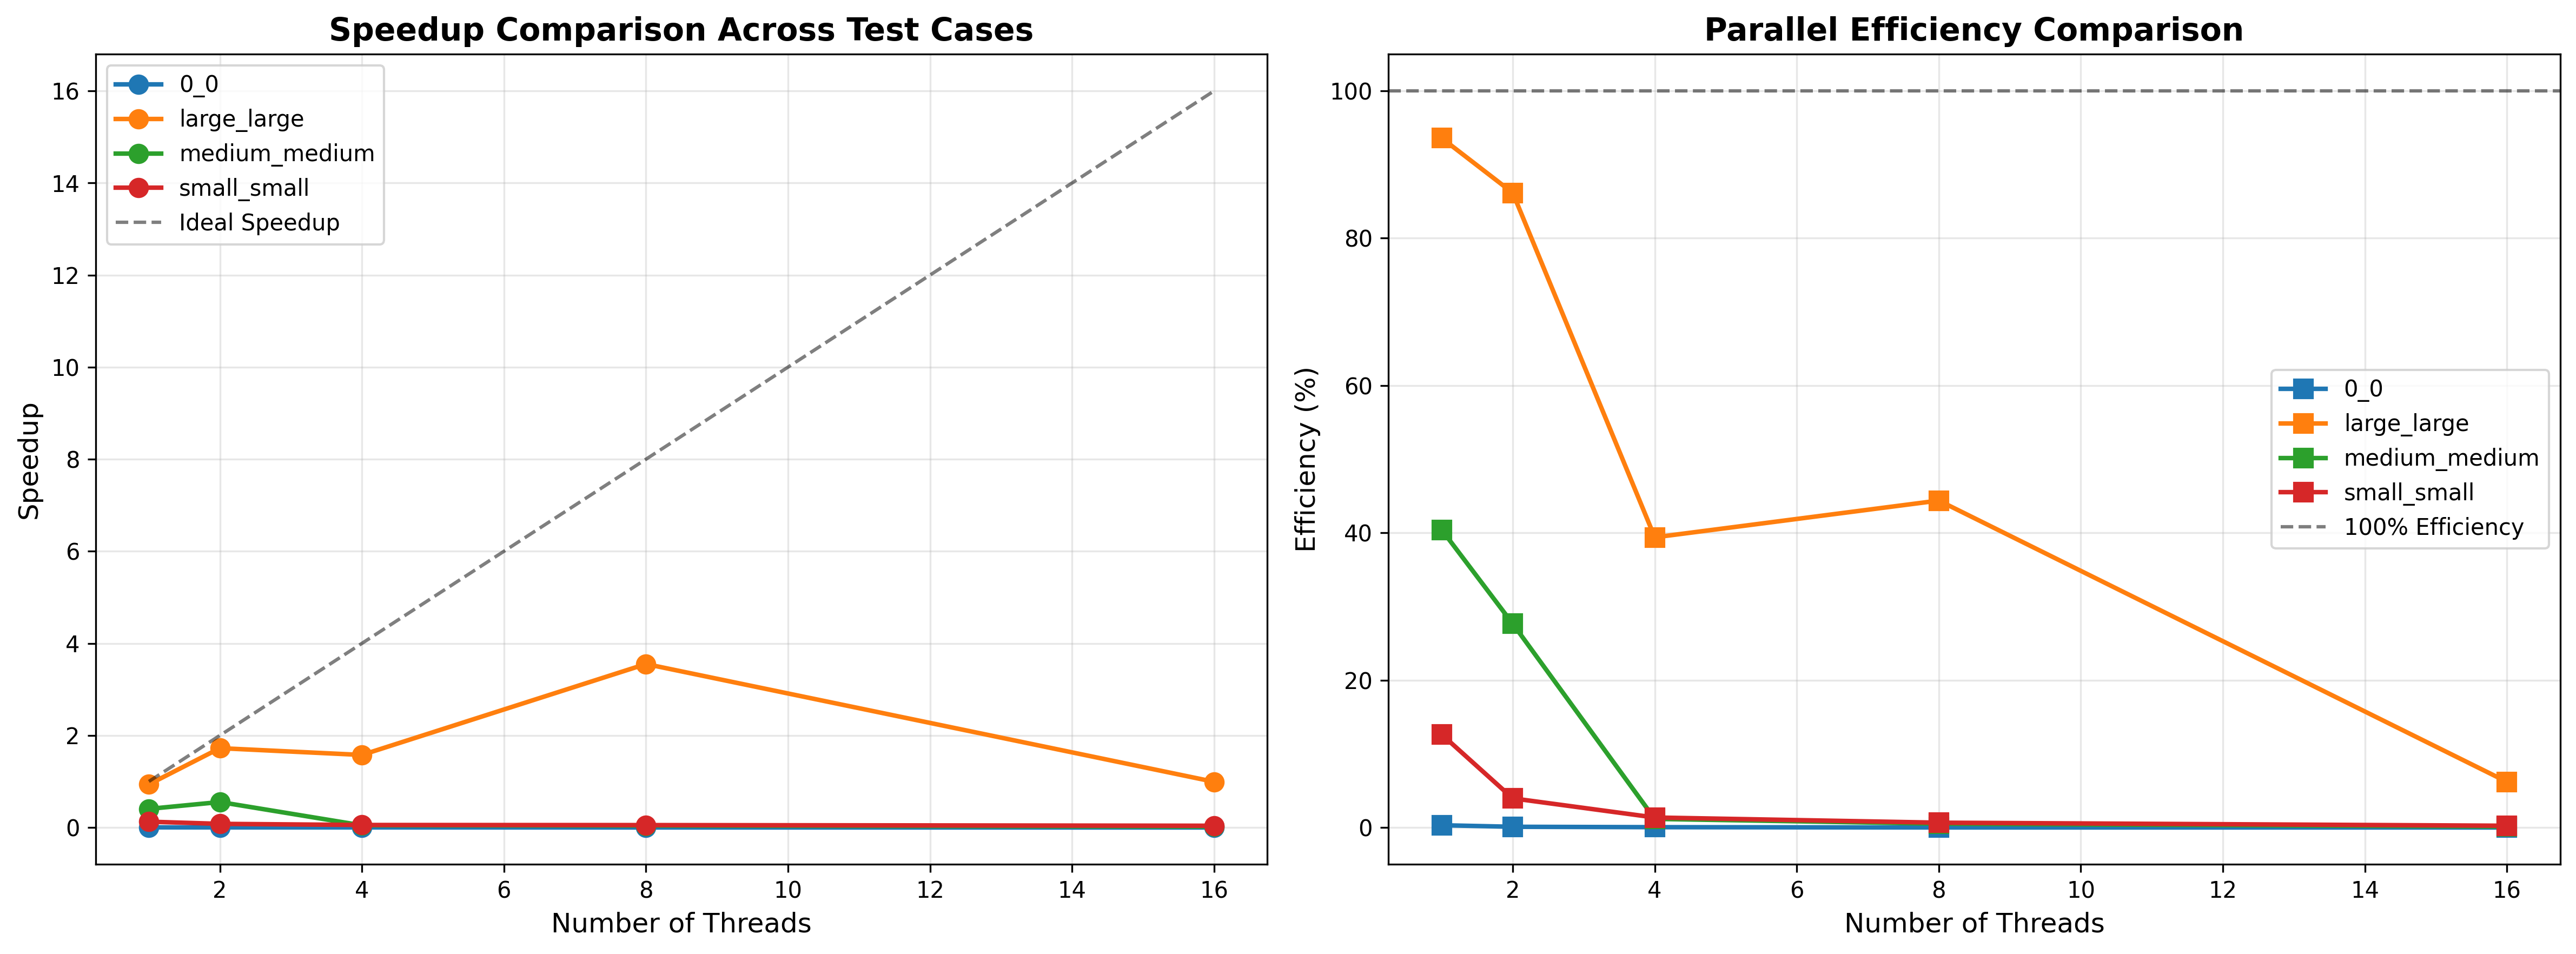 Speedup Comparison Across Test Cases
Speedup
16
14
12
10
8
6
4
2
0
0_0
large_large
medium_medium
small_small
Ideal Speedup
2
4
6
8
10
12
14
16
Number of Threads
Parallel Efficiency Comparison
Efficiency (%)
100
80
60
40
20
0
0_0
large_large
medium_medium
small_small
100% Efficiency
2
4
6
8
10
12
14
16
Number of Threads